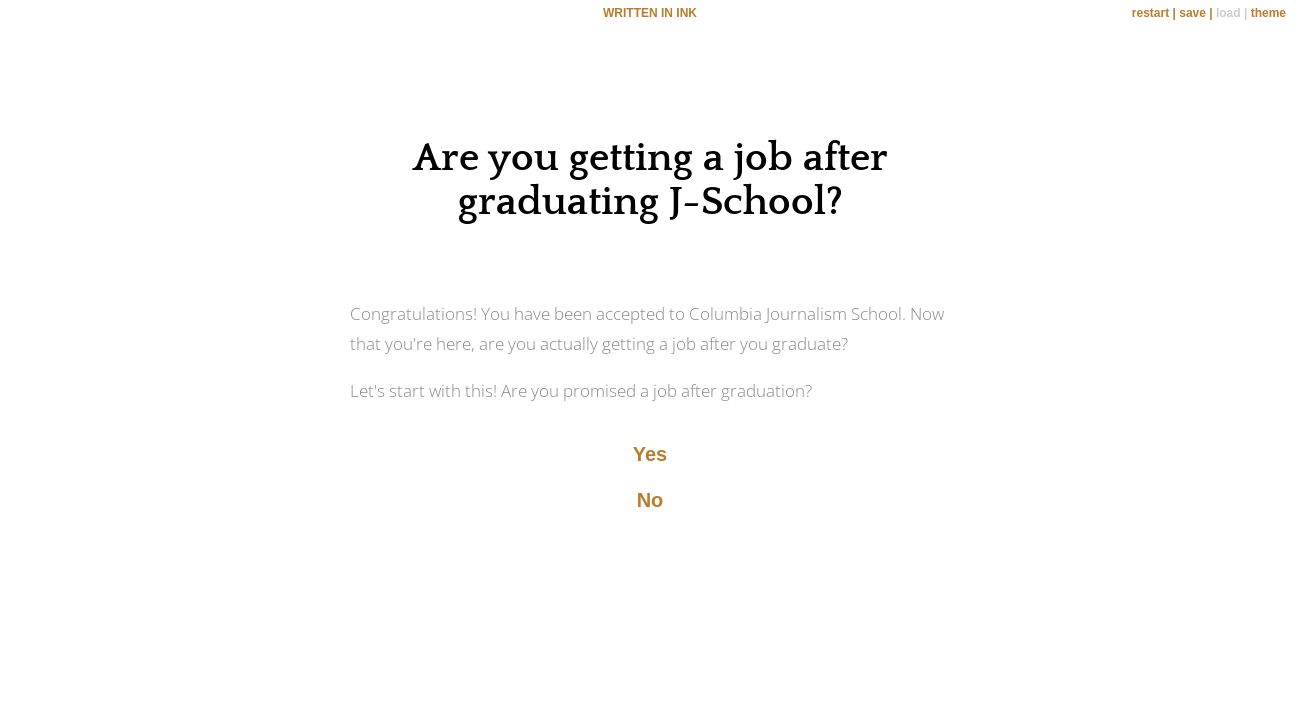 WRITTEN IN INK
restart | save | load | theme
Are you getting a job after
graduating J-School?
Congratulations! You have been accepted to Columbia Journalism School. Now
that you're here, are you actually getting a job after you graduate?
Let's start with this! Are you promised a job after graduation?
Yes
No